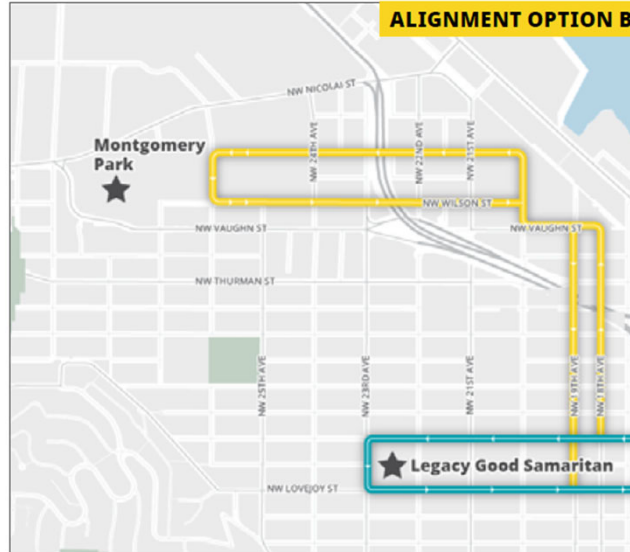 ALIGNMENT OPTION B
NW NICOLAI ST
Montgomery
Park
NW 24TH AVE
NW 22ND AVE
NW 21ST AVE
NW WILSON ST
NW VAUGHN ST
NW VAUGHN ST
NW THURMAN ST
NW 25TH AVE
NW 23RD AVE
NW 21ST AVE
NW 19TH AVE
NW 18TH AVE
Legacy Good Samaritan
NW LOVEJOY ST